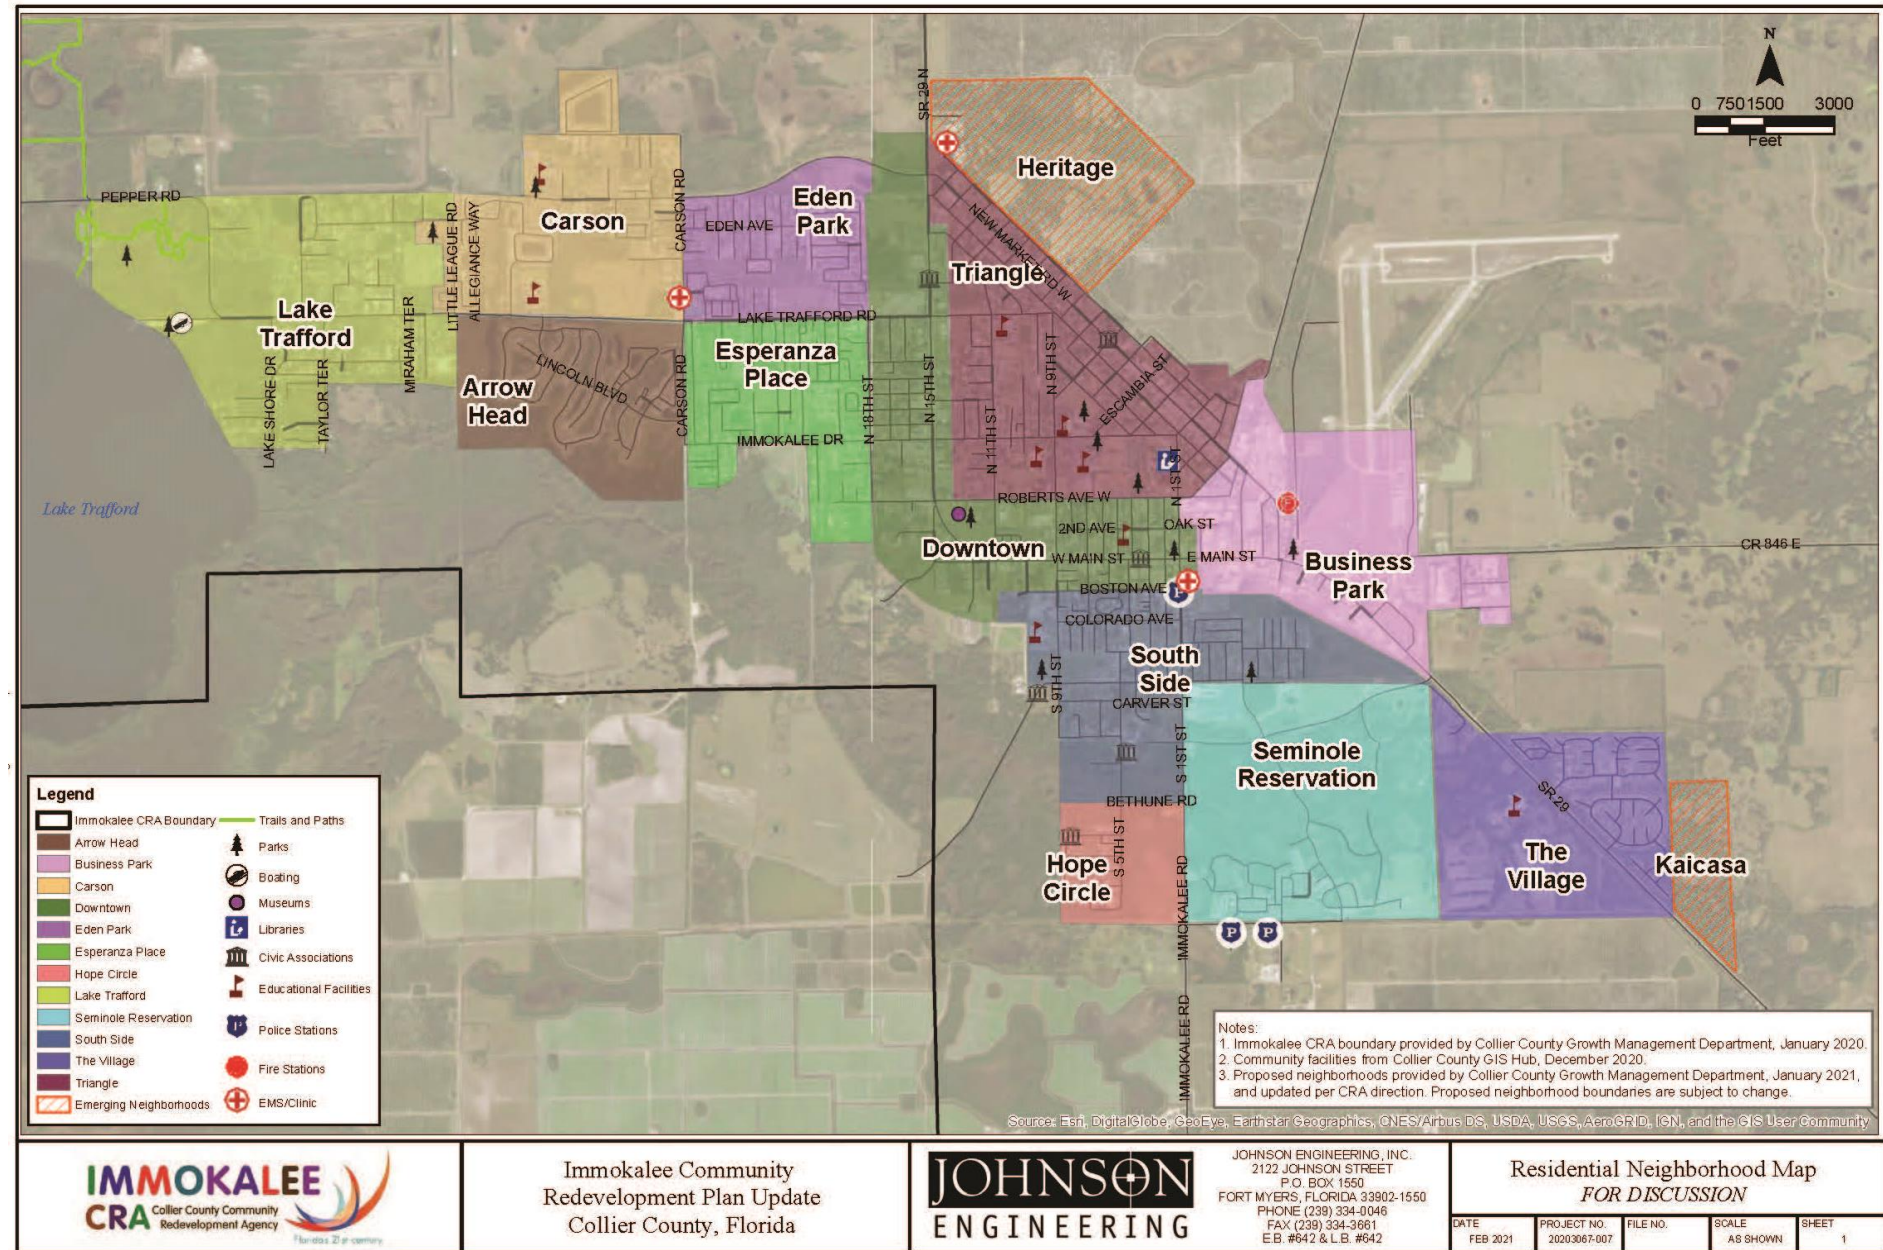 N
0 750 1500 3000
Feet
SR 29 N
Heritage
PEPPER RD
CARSON RD
Eden
Park
Carson
EDEN AVE
LITTLE LEAGUE RD
ALLEGIANCE WAY
NEW MARKET RD W
Triangle
Lake
Trafford
MIRAHAM TER
LAKE TRAFFORD RD
Esperanza
Place
N 15TH ST
N 9TH ST
ESCAMBIA ST
LINCOLN BLVD
Arrow
Head
CARSON RD
N 18TH ST
LAKE SHORE DR
TAYLOR TER
IMMOKALEE DR
N 11TH ST
N 1ST ST
ROBERTS AVE W
Lake Trafford
2ND AVE
OAK ST
Downtown
W MAIN ST
E MAIN ST
CR 846 E
Business
Park
BOSTON AVE
COLORADO AVE
South
Side
S 9TH ST
CARVER ST
S 1ST ST
Seminole
Reservation
BETHUNE RD
SR 29
S 5TH ST
Hope
Circle
The
Village
Kaicasa
IMMOKALEE RD
IMMOKALEE RD
P
P
P
Legend
Immokalee CRA Boundary
Arrow Head
Business Park
Carson
Downtown
Eden Park
Esperanza Place
Hope Circle
Lake Trafford
Seminole Reservation
South Side
The Village
Triangle
Emerging Neighborhoods
Trails and Paths
Parks
Boating
Museums
Libraries
Civic Associations
Educational Facilities
Police Stations
Fire Stations
EMS/Clinic
Notes:
1. Immokalee CRA boundary provided by Collier County Growth Management Department, January 2020.
2. Community facilities from Collier County GIS Hub, December 2020.
3. Proposed neighborhoods provided by Collier County Growth Management Department, January 2021,
and updated per CRA direction. Proposed neighborhood boundaries are subject to change.
Source: Esri, DigitalGlobe, GeoEye, Earthstar Geographics, CNES/Airbus DS, USDA, USGS, AeroGRID, IGN, and the GIS User Community
IMMOKALEE
CRA Collier County Community
Redevelopment Agency
Florida's 21st century
Immokalee Community
Redevelopment Plan Update
Collier County, Florida
JOHNSON
ENGINEERING
JOHNSON ENGINEERING, INC.
2122 JOHNSON STREET
P.O. BOX 1550
FORT MYERS, FLORIDA 33902-1550
PHONE (239) 334-0046
FAX (239) 334-3661
E.B. #642 & L.B. #642
Residential Neighborhood Map
FOR DISCUSSION
DATE
FEB 2021
PROJECT NO.
20203067-007
FILE NO.
SCALE
AS SHOWN
SHEET
1